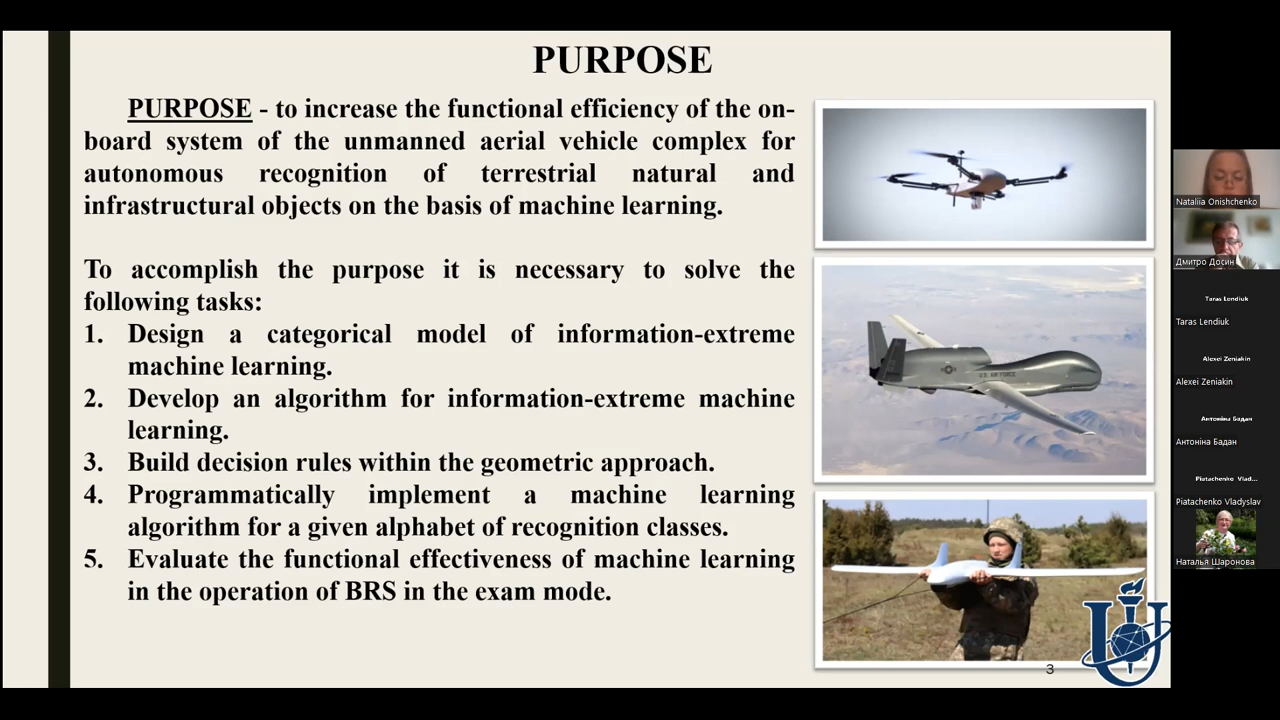 PURPOSE
PURPOSE - to increase the functional efficiency of the on-
board system of the unmanned aerial vehicle complex for
autonomous recognition of terrestrial natural and
infrastructural objects on the basis of machine learning.
To accomplish the purpose it is necessary to solve the
following tasks:
1. Design a categorical model of information-extreme
machine learning.
2. Develop an algorithm for information-extreme machine
learning.
3. Build decision rules within the geometric approach.
4. Programmatically implement a machine learning
algorithm for a given alphabet of recognition classes.
5. Evaluate the functional effectiveness of machine learning
in the operation of BRS in the exam mode.
U.S. AIR FORCE
3
Nataliia Onishchenko
Дмитро Досин
Taras Lendiuk
Taras Lendiuk
Alexei Zeniakin
Alexei Zeniakin
Антоніна Бадан
Антоніна Бадан
Piatachenko Vlad...
Piatachenko Vladyslav
Наталья Шаронова